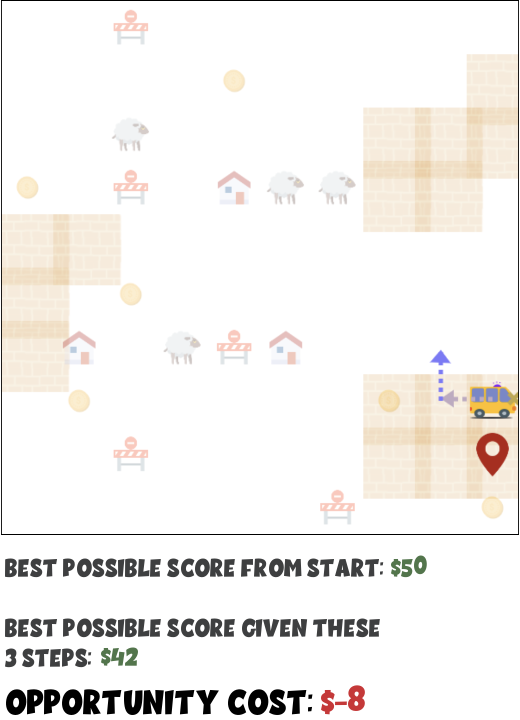 BEST POSSIBLE SCORE FROM START: $50
BEST POSSIBLE SCORE GIVEN THESE
3 STEPS: $42
OPPORTUNITY COST: $-8